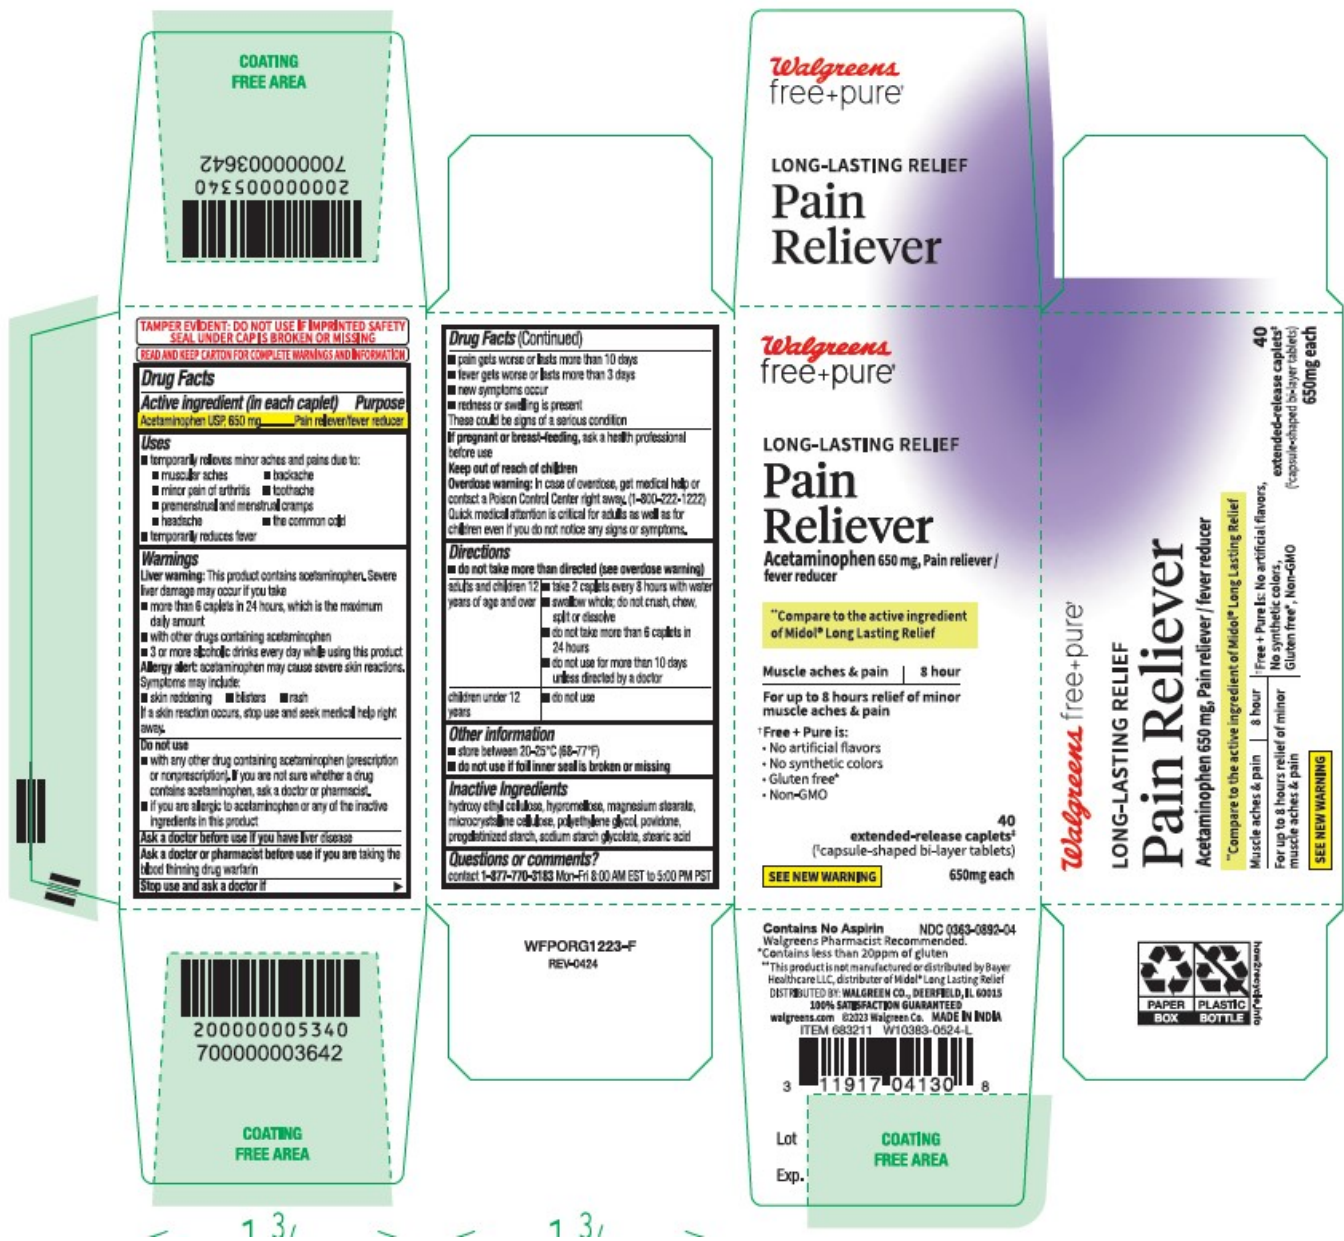 COATING
FREE AREA
700000003642
200000005340
TAMPER EVIDENT: DO NOT USE IF IMPRINTED SAFETY
SEAL UNDER CAP IS BROKEN OR MISSING
READ AND KEEP CARTON FOR COMPLETE WARNINGS AND INFORMATION
Drug Facts
Active ingredient (in each caplet) Purpose
Acetaminophen USP, 650 mg Pain reliever/fever reducer
Uses
■ temporarily relieves minor aches and pains due to:
■ muscular aches ■ backache
■ minor pain of arthritis ■ toothache
■ premenstrual and menstrual cramps
■ headache ■ the common cold
■ temporarily reduces fever
Warnings
Liver warning: This product contains acetaminophen. Severe
liver damage may occur if you take
■ more than 6 caplets in 24 hours, which is the maximum
daily amount
■ with other drugs containing acetaminophen
■ 3 or more alcoholic drinks every day while using this product
Allergy alert: acetaminophen may cause severe skin reactions.
Symptoms may include:
■ skin reddening ■ blisters ■ rash
If a skin reaction occurs, stop use and seek medical help right
away.
Do not use
■ with any other drug containing acetaminophen (prescription
or nonprescription). If you are not sure whether a drug
contains acetaminophen, ask a doctor or pharmacist.
■ if you are allergic to acetaminophen or any of the inactive
ingredients in this product
Ask a doctor before use if you have liver disease
Ask a doctor or pharmacist before use if you are taking the
blood thinning drug warfarin
Stop use and ask a doctor if
200000005340
700000003642
COATING
FREE AREA
Drug Facts (Continued)
■ pain gets worse or lasts more than 10 days
■ fever gets worse or lasts more than 3 days
■ new symptoms occur
■ redness or swelling is present
These could be signs of a serious condition
If pregnant or breast-feeding, ask a health professional
before use
Keep out of reach of children
Overdose warning: In case of overdose, get medical help or
contact a Poison Control Center right away. (1-800-222-1222)
Quick medical attention is critical for adults as well as for
children even if you do not notice any signs or symptoms.
Directions
■ do not take more than directed (see overdose warning)
adults and children 12 ■ take 2 caplets every 8 hours with water
years of age and over ■ swallow whole; do not crush, chew,
split or dissolve
■ do not take more than 6 caplets in
24 hours
■ do not use for more than 10 days
unless directed by a doctor
children under 12 ■ do not use
years
Other information
■ store between 20-25°C (68-77°F)
■ do not use if foil inner seal is broken or missing
Inactive Ingredients
hydroxy ethyl cellulose, hypromellose, magnesium stearate,
microcrystalline cellulose, polyethylene glycol, povidone,
pregelatinized starch, sodium starch glycolate, stearic acid
Questions or comments?
contact 1-877-770-3183 Mon-Fri 8:00 AM EST to 5:00 PM PST
WFPORG1223-F
REV-0424
Walgreens
free+pure†
LONG-LASTING RELIEF
Pain
Reliever
Walgreens
free+pure†
LONG-LASTING RELIEF
Pain
Reliever
Acetaminophen 650 mg, Pain reliever /
fever reducer
**Compare to the active ingredient
of Midol® Long Lasting Relief
Muscle aches & pain | 8 hour
For up to 8 hours relief of minor
muscle aches & pain
†Free + Pure is:
• No artificial flavors
• No synthetic colors
• Gluten free*
• Non-GMO
40
extended-release caplets‡
(‡capsule-shaped bi-layer tablets)
SEE NEW WARNING 650mg each
Contains No Aspirin NDC 0363-0892-04
Walgreens Pharmacist Recommended.
*Contains less than 20ppm of gluten
**This product is not manufactured or distributed by Bayer
Healthcare LLC, distributer of Midol® Long Lasting Relief
DISTRIBUTED BY: WALGREEN CO., DEERFIELD, IL 60015
100% SATISFACTION GUARANTEED
walgreens.com ©2023 Walgreen Co. MADE IN INDIA
ITEM 683211 W10383-0524-L
3 11917 04130 8
Lot
Exp.
COATING
FREE AREA
Walgreens free+pure†
LONG-LASTING RELIEF
Pain Reliever
Acetaminophen 650 mg, Pain reliever / fever reducer
**Compare to the active ingredient of Midol® Long Lasting Relief
Muscle aches & pain | 8 hour
For up to 8 hours relief of minor
muscle aches & pain
†Free + Pure is: No artificial flavors,
No synthetic colors,
Gluten free*, Non-GMO
SEE NEW WARNING
40
extended-release caplets‡
(‡capsule-shaped bi-layer tablets)
650mg each
PAPER PLASTIC
BOX BOTTLE
how2recycle.info
1 3/
1 3/